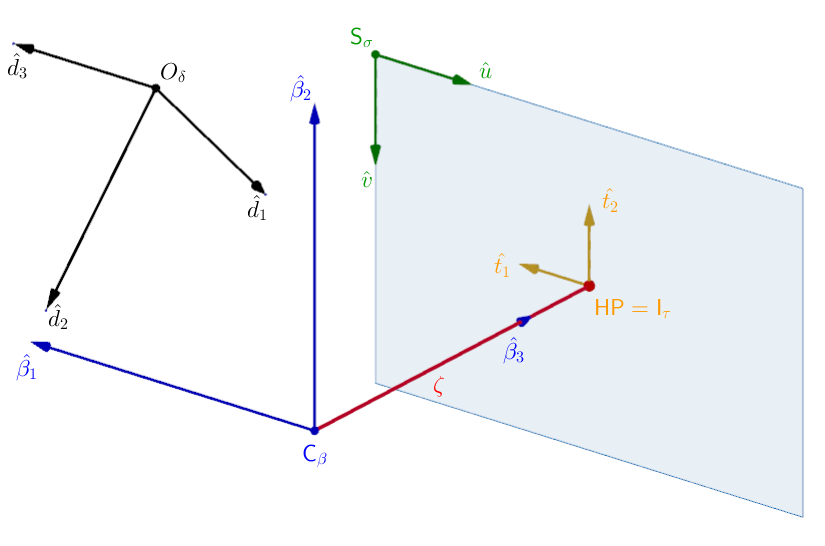 S_σ
û
d̂_3
O_δ
β̂_2
v̂
d̂_1
t̂_2
t̂_1
HP = I_τ
d̂_2
β̂_3
β̂_1
ζ
C_β